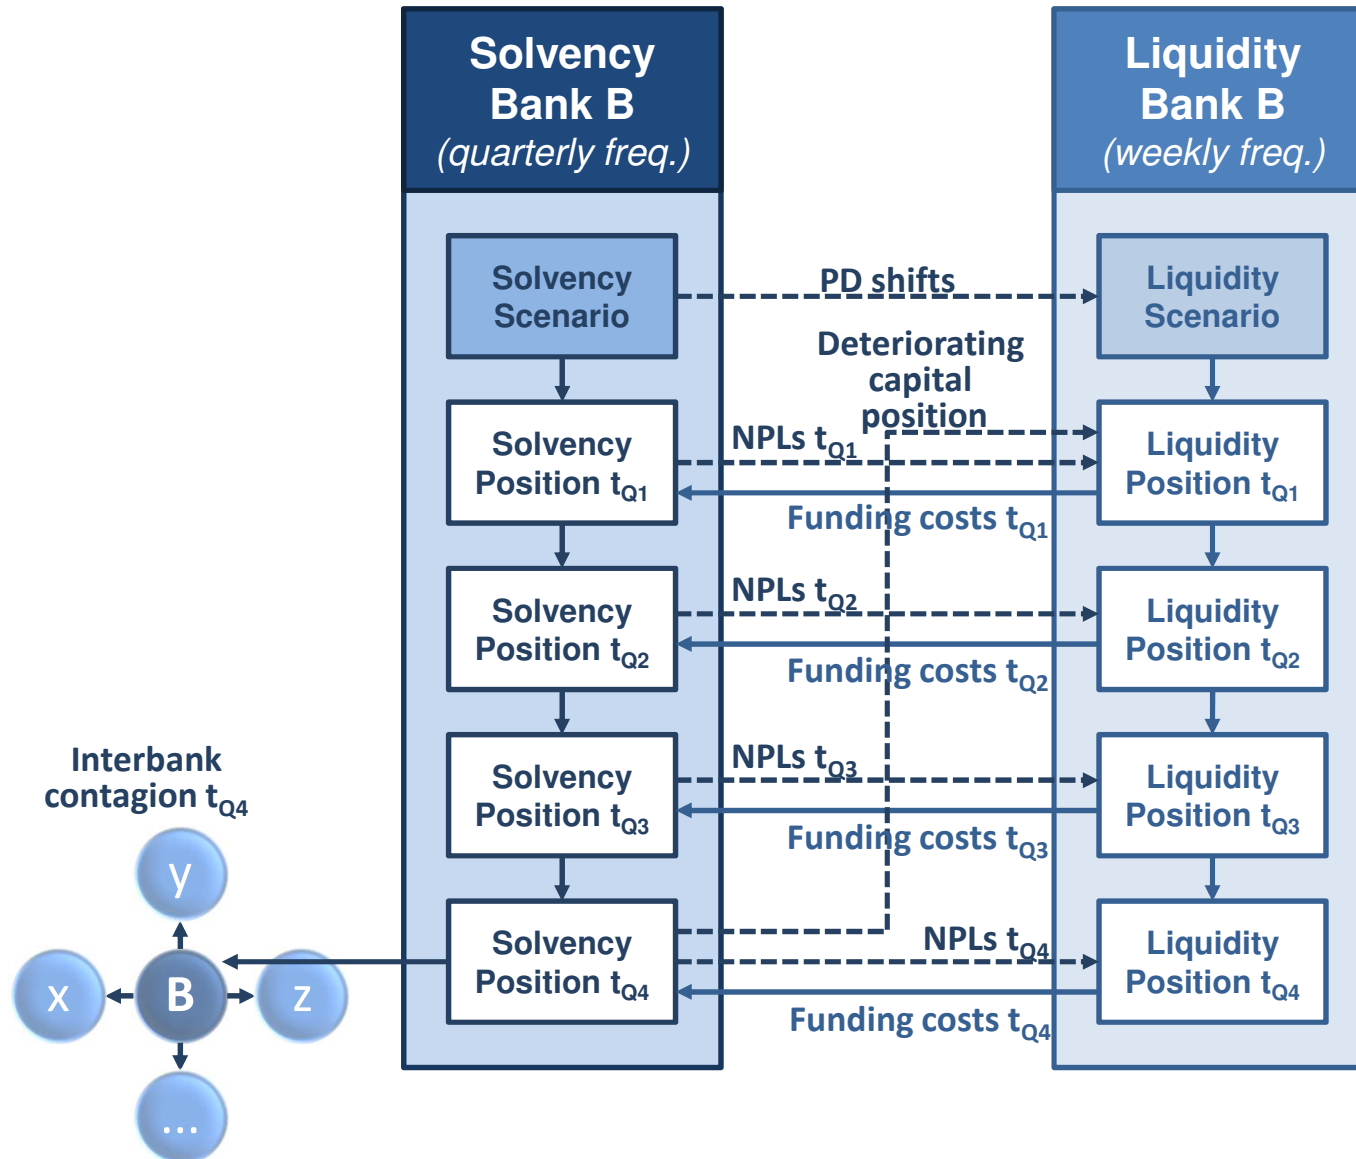 Solvency
Bank B
(quarterly freq.)
Liquidity
Bank B
(weekly freq.)
Solvency
Scenario
PD shifts
Liquidity
Scenario
Deteriorating
capital
position
Solvency
Position tQ1
NPLs tQ1
Funding costs tQ1
Liquidity
Position tQ1
Solvency
Position tQ2
NPLs tQ2
Funding costs tQ2
Liquidity
Position tQ2
Solvency
Position tQ3
NPLs tQ3
Funding costs tQ3
Liquidity
Position tQ3
Solvency
Position tQ4
NPLs tQ4
Funding costs tQ4
Liquidity
Position tQ4
Interbank
contagion tQ4
y
x
B
z
...